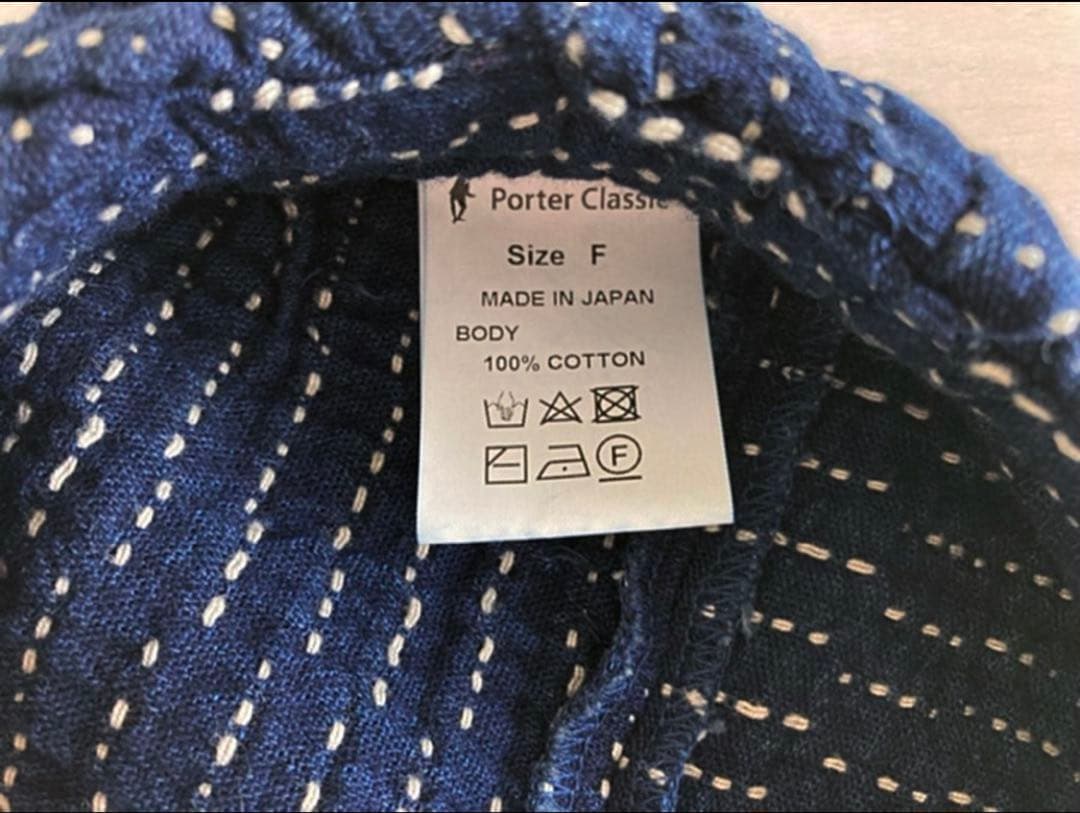 Porter Classic
Size F
MADE IN JAPAN
BODY
100% COTTON
F